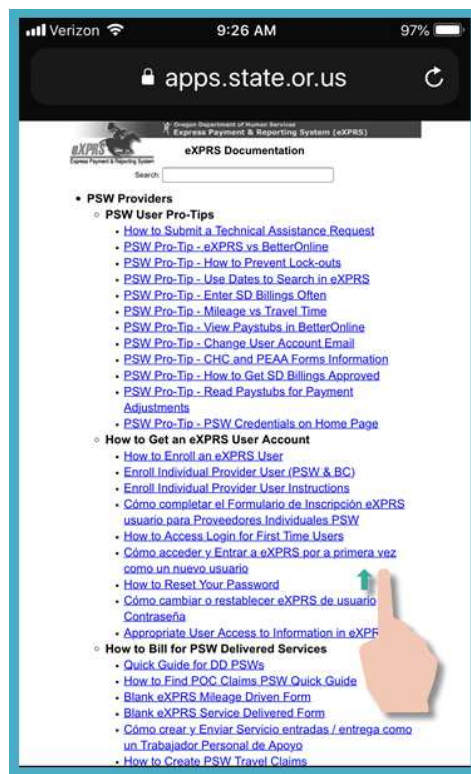 Verizon 9:26 AM 97%
apps.state.or.us
Oregon Department of Human Services
Express Payment & Reporting System (eXPRS)
eXPRS
Express Payment & Reporting System
eXPRS Documentation
Search:
PSW Providers
PSW User Pro-Tips
How to Submit a Technical Assistance Request
PSW Pro-Tip - eXPRS vs BetterOnline
PSW Pro-Tip - How to Prevent Lock-outs
PSW Pro-Tip - Use Dates to Search in eXPRS
PSW Pro-Tip - Enter SD Billings Often
PSW Pro-Tip - Mileage vs Travel Time
PSW Pro-Tip - View Paystubs in BetterOnline
PSW Pro-Tip - Change User Account Email
PSW Pro-Tip - CHC and PEAA Forms Information
PSW Pro-Tip - How to Get SD Billings Approved
PSW Pro-Tip - Read Paystubs for Payment
Adjustments
PSW Pro-Tip - PSW Credentials on Home Page
How to Get an eXPRS User Account
How to Enroll an eXPRS User
Enroll Individual Provider User (PSW & BC)
Enroll Individual Provider User Instructions
Cómo completar el Formulario de Inscripción eXPRS
usuario para Proveedores Individuales PSW
How to Access Login for First Time Users
Cómo acceder y Entrar a eXPRS por a primera vez
como un nuevo usuario
How to Reset Your Password
Cómo cambiar o restablecer eXPRS de usuario
Contraseña
Appropriate User Access to Information in eXPR
How to Bill for PSW Delivered Services
Quick Guide for DD PSWs
How to Find POC Claims PSW Quick Guide
Blank eXPRS Mileage Driven Form
Blank eXPRS Service Delivered Form
Cómo crear y Enviar Servicio entradas / entrega como
un Trabajador Personal de Apoyo
How to Create PSW Travel Claims